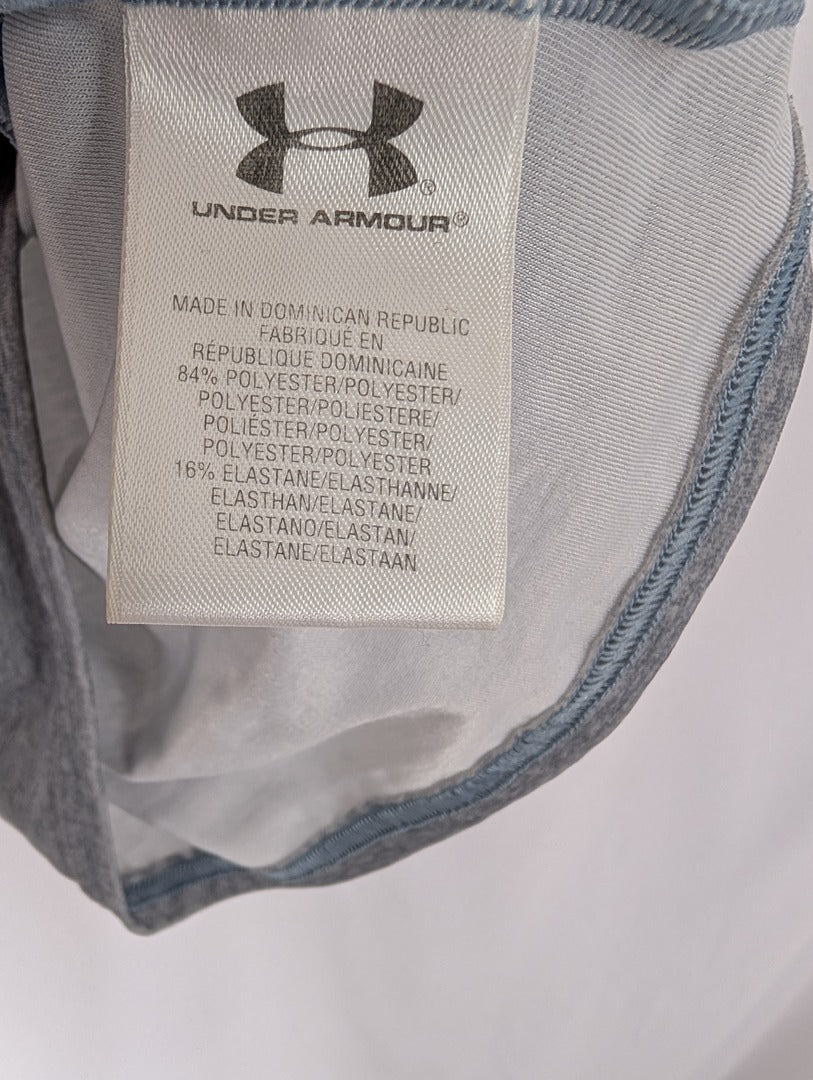 ®
UNDER ARMOUR®
MADE IN DOMINICAN REPUBLIC
FABRIQUÉ EN
RÉPUBLIQUE DOMINICAINE
84% POLYESTER/POLYESTER/
POLYESTER/POLIESTERE/
POLIÉSTER/POLYESTER/
POLYESTER/POLYESTER
16% ELASTANE/ELASTHANNE/
ELASTHAN/ELASTANE/
ELASTANO/ELASTAN/
ELASTANE/ELASTAAN